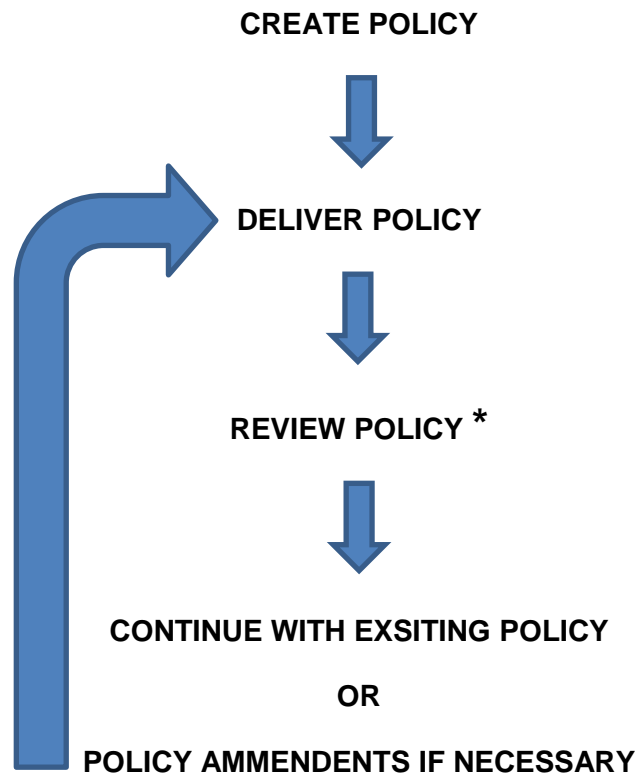 CREATE POLICY
DELIVER POLICY
REVIEW POLICY *
CONTINUE WITH EXSITING POLICY
OR
POLICY AMMENDENTS IF NECESSARY